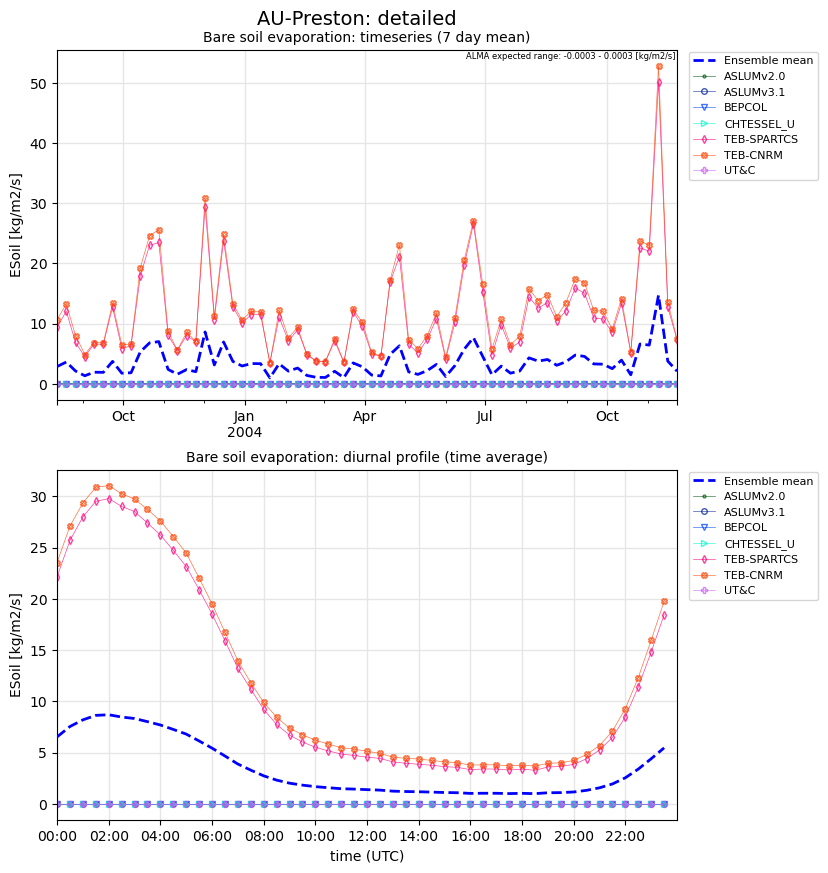 AU-Preston: detailed
Bare soil evaporation: timeseries (7 day mean)
ALMA expected range: -0.0003 - 0.0003 [kg/m2/s]
ESoil [kg/m2/s]
50
40
30
20
10
0
Oct
Jan
2004
Apr
Jul
Oct
Ensemble mean
ASLUMv2.0
ASLUMv3.1
BEPCOL
CHTESSEL_U
TEB-SPARTCS
TEB-CNRM
UT&C
Bare soil evaporation: diurnal profile (time average)
ESoil [kg/m2/s]
30
25
20
15
10
5
0
00:00
02:00
04:00
06:00
08:00
10:00
12:00
14:00
16:00
18:00
20:00
22:00
time (UTC)
Ensemble mean
ASLUMv2.0
ASLUMv3.1
BEPCOL
CHTESSEL_U
TEB-SPARTCS
TEB-CNRM
UT&C